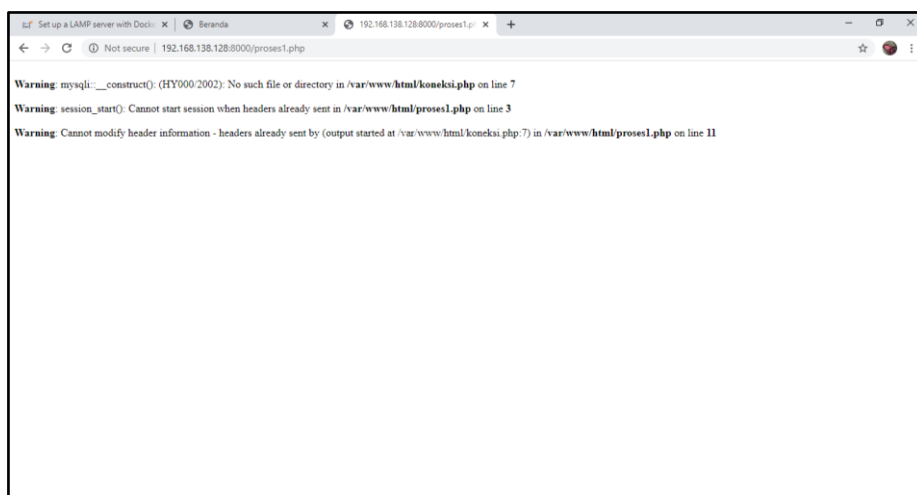 Set up a LAMP server with Docke
Beranda
192.168.138.128:8000/proses1.p
Not secure | 192.168.138.128:8000/proses1.php
Warning: mysqli::__construct(): (HY000/2002): No such file or directory in /var/www/html/koneksi.php on line 7
Warning: session_start(): Cannot start session when headers already sent in /var/www/html/proses1.php on line 3
Warning: Cannot modify header information - headers already sent by (output started at /var/www/html/koneksi.php:7) in /var/www/html/proses1.php on line 11